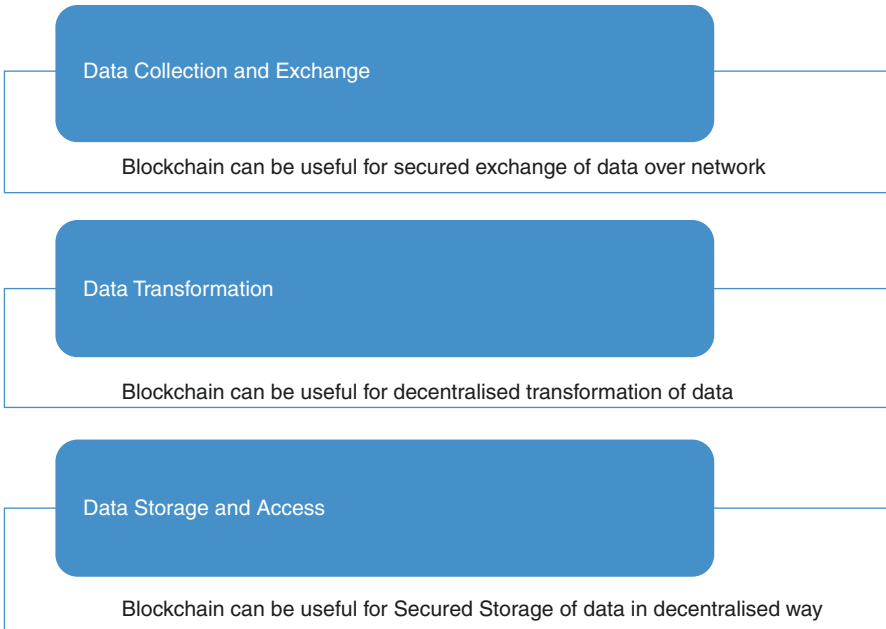 Data Collection and Exchange
Blockchain can be useful for secured exchange of data over network
Data Transformation
Blockchain can be useful for decentralised transformation of data
Data Storage and Access
Blockchain can be useful for Secured Storage of data in decentralised way